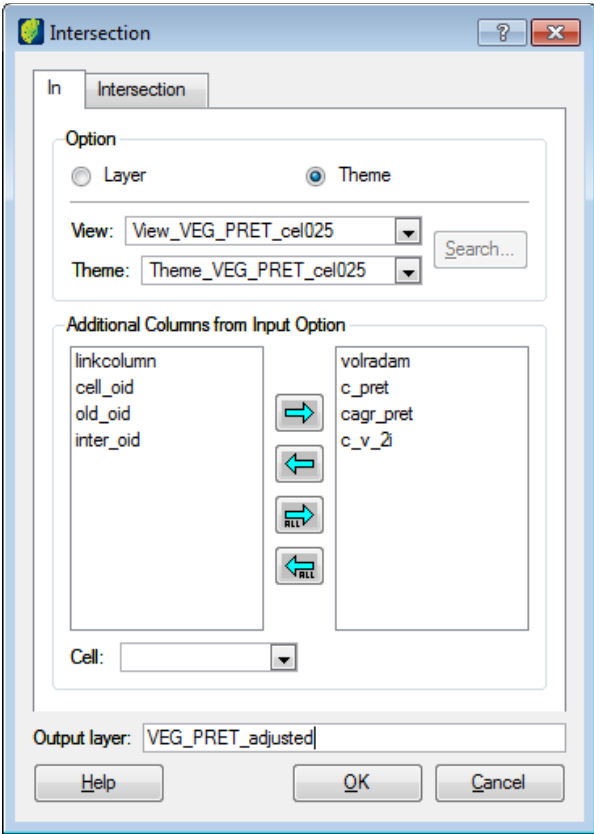 Intersection
In Intersection
Option
Layer Theme
View: View_VEG_PRET_cel025
Search...
Theme: Theme_VEG_PRET_cel025
Additional Columns from Input Option
linkcolumn volradam
cell_oid c_pret
old_oid cagr_pret
inter_oid c_v_2i
ALL
ALL
Cell:
Output layer: VEG_PRET_adjusted
Help OK Cancel